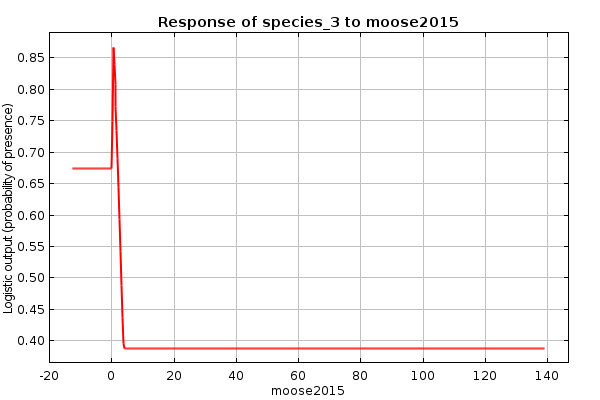 Response of species_3 to moose2015
Logistic output (probability of presence)
0.85
0.80
0.75
0.70
0.65
0.60
0.55
0.50
0.45
0.40
-20 0 20 40 60 80 100 120 140
moose2015